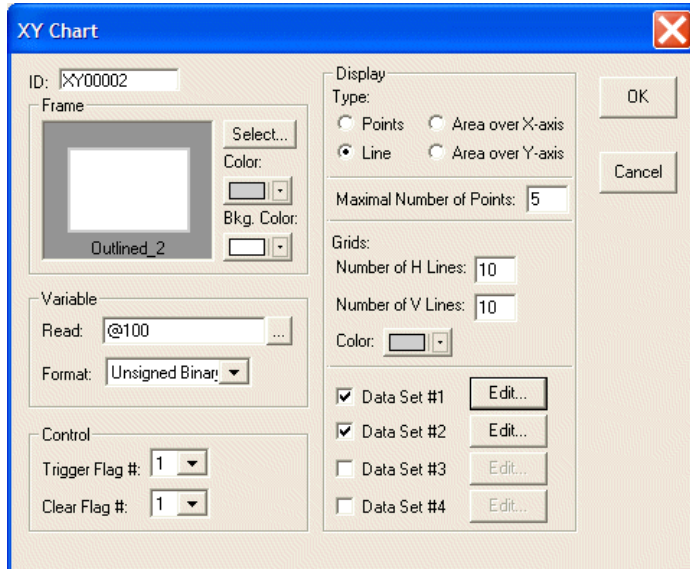 XY Chart
ID: XY00002
Frame
Select...
Color:
Bkg. Color:
Outlined_2
Variable
Read: @100 ...
Format: Unsigned Binary
Control
Trigger Flag #: 1
Clear Flag #: 1
Display
Type:
Points Area over X-axis
Line Area over Y-axis
Maximal Number of Points: 5
Grids:
Number of H Lines: 10
Number of V Lines: 10
Color:
Data Set #1 Edit...
Data Set #2 Edit...
Data Set #3 Edit...
Data Set #4 Edit...
OK
Cancel